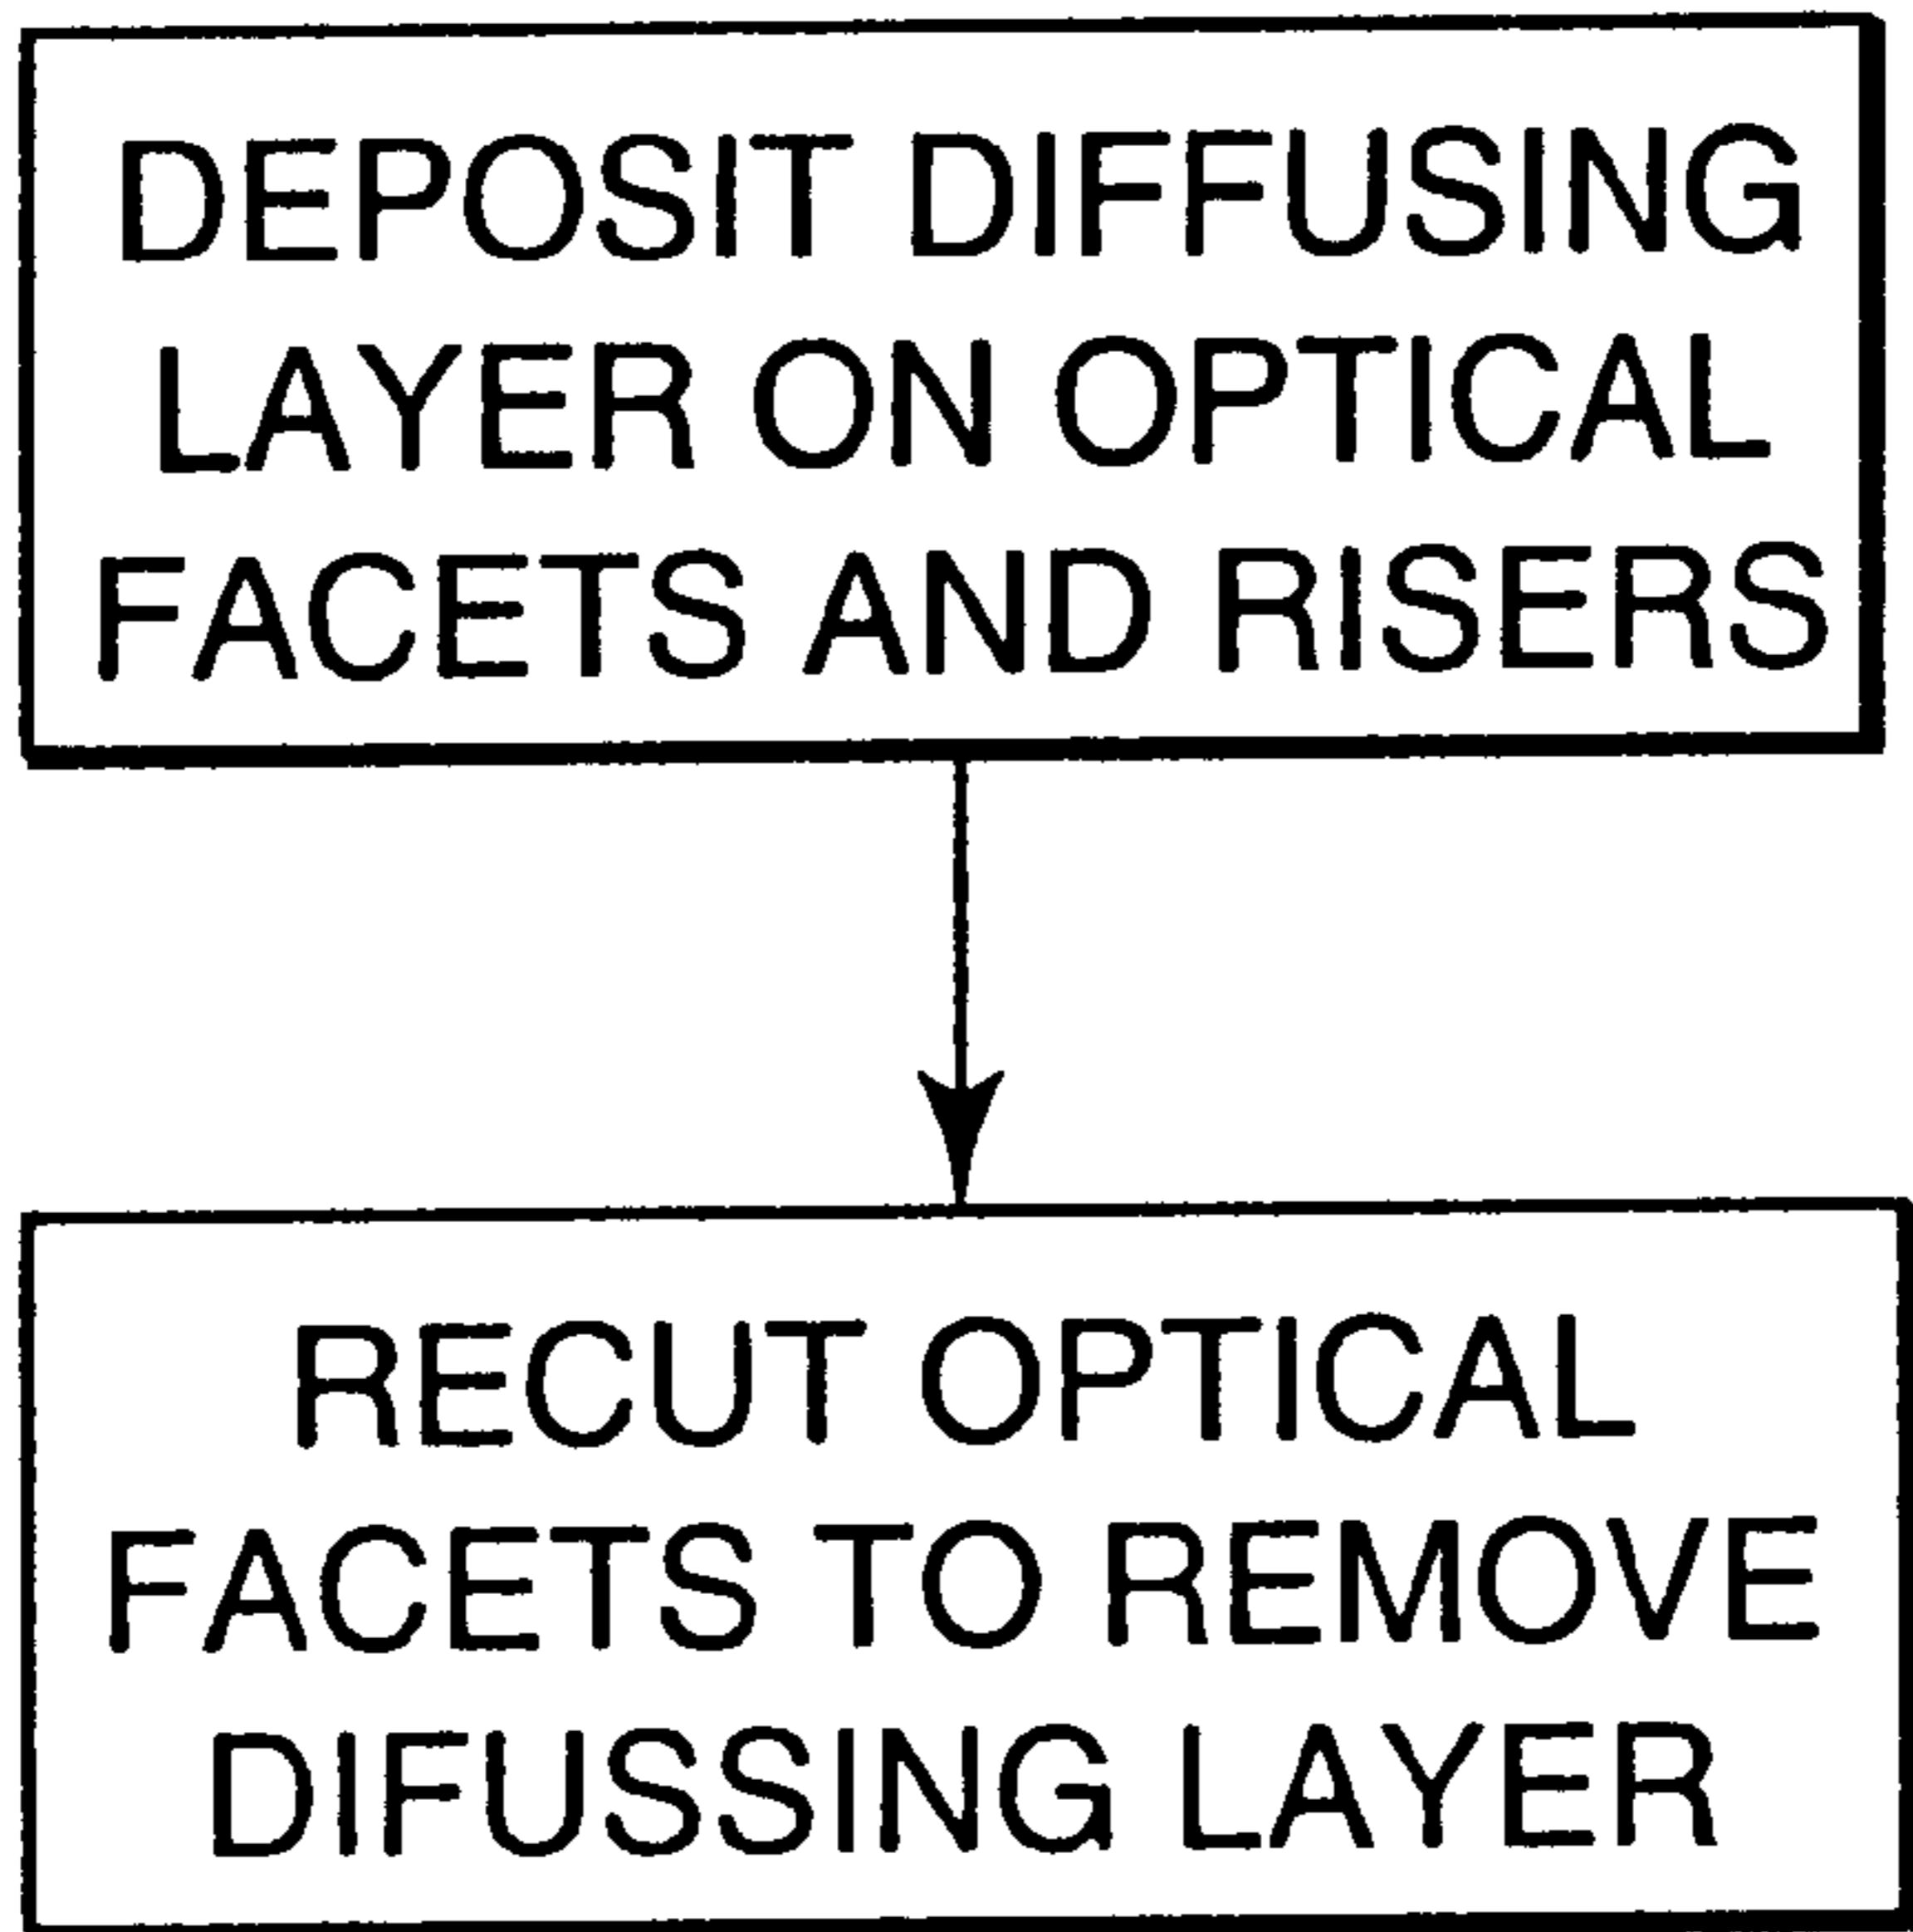 DEPOSIT DIFFUSING
LAYER ON OPTICAL
FACETS AND RISERS
RECUT OPTICAL
FACETS TO REMOVE
DIFUSSING LAYER